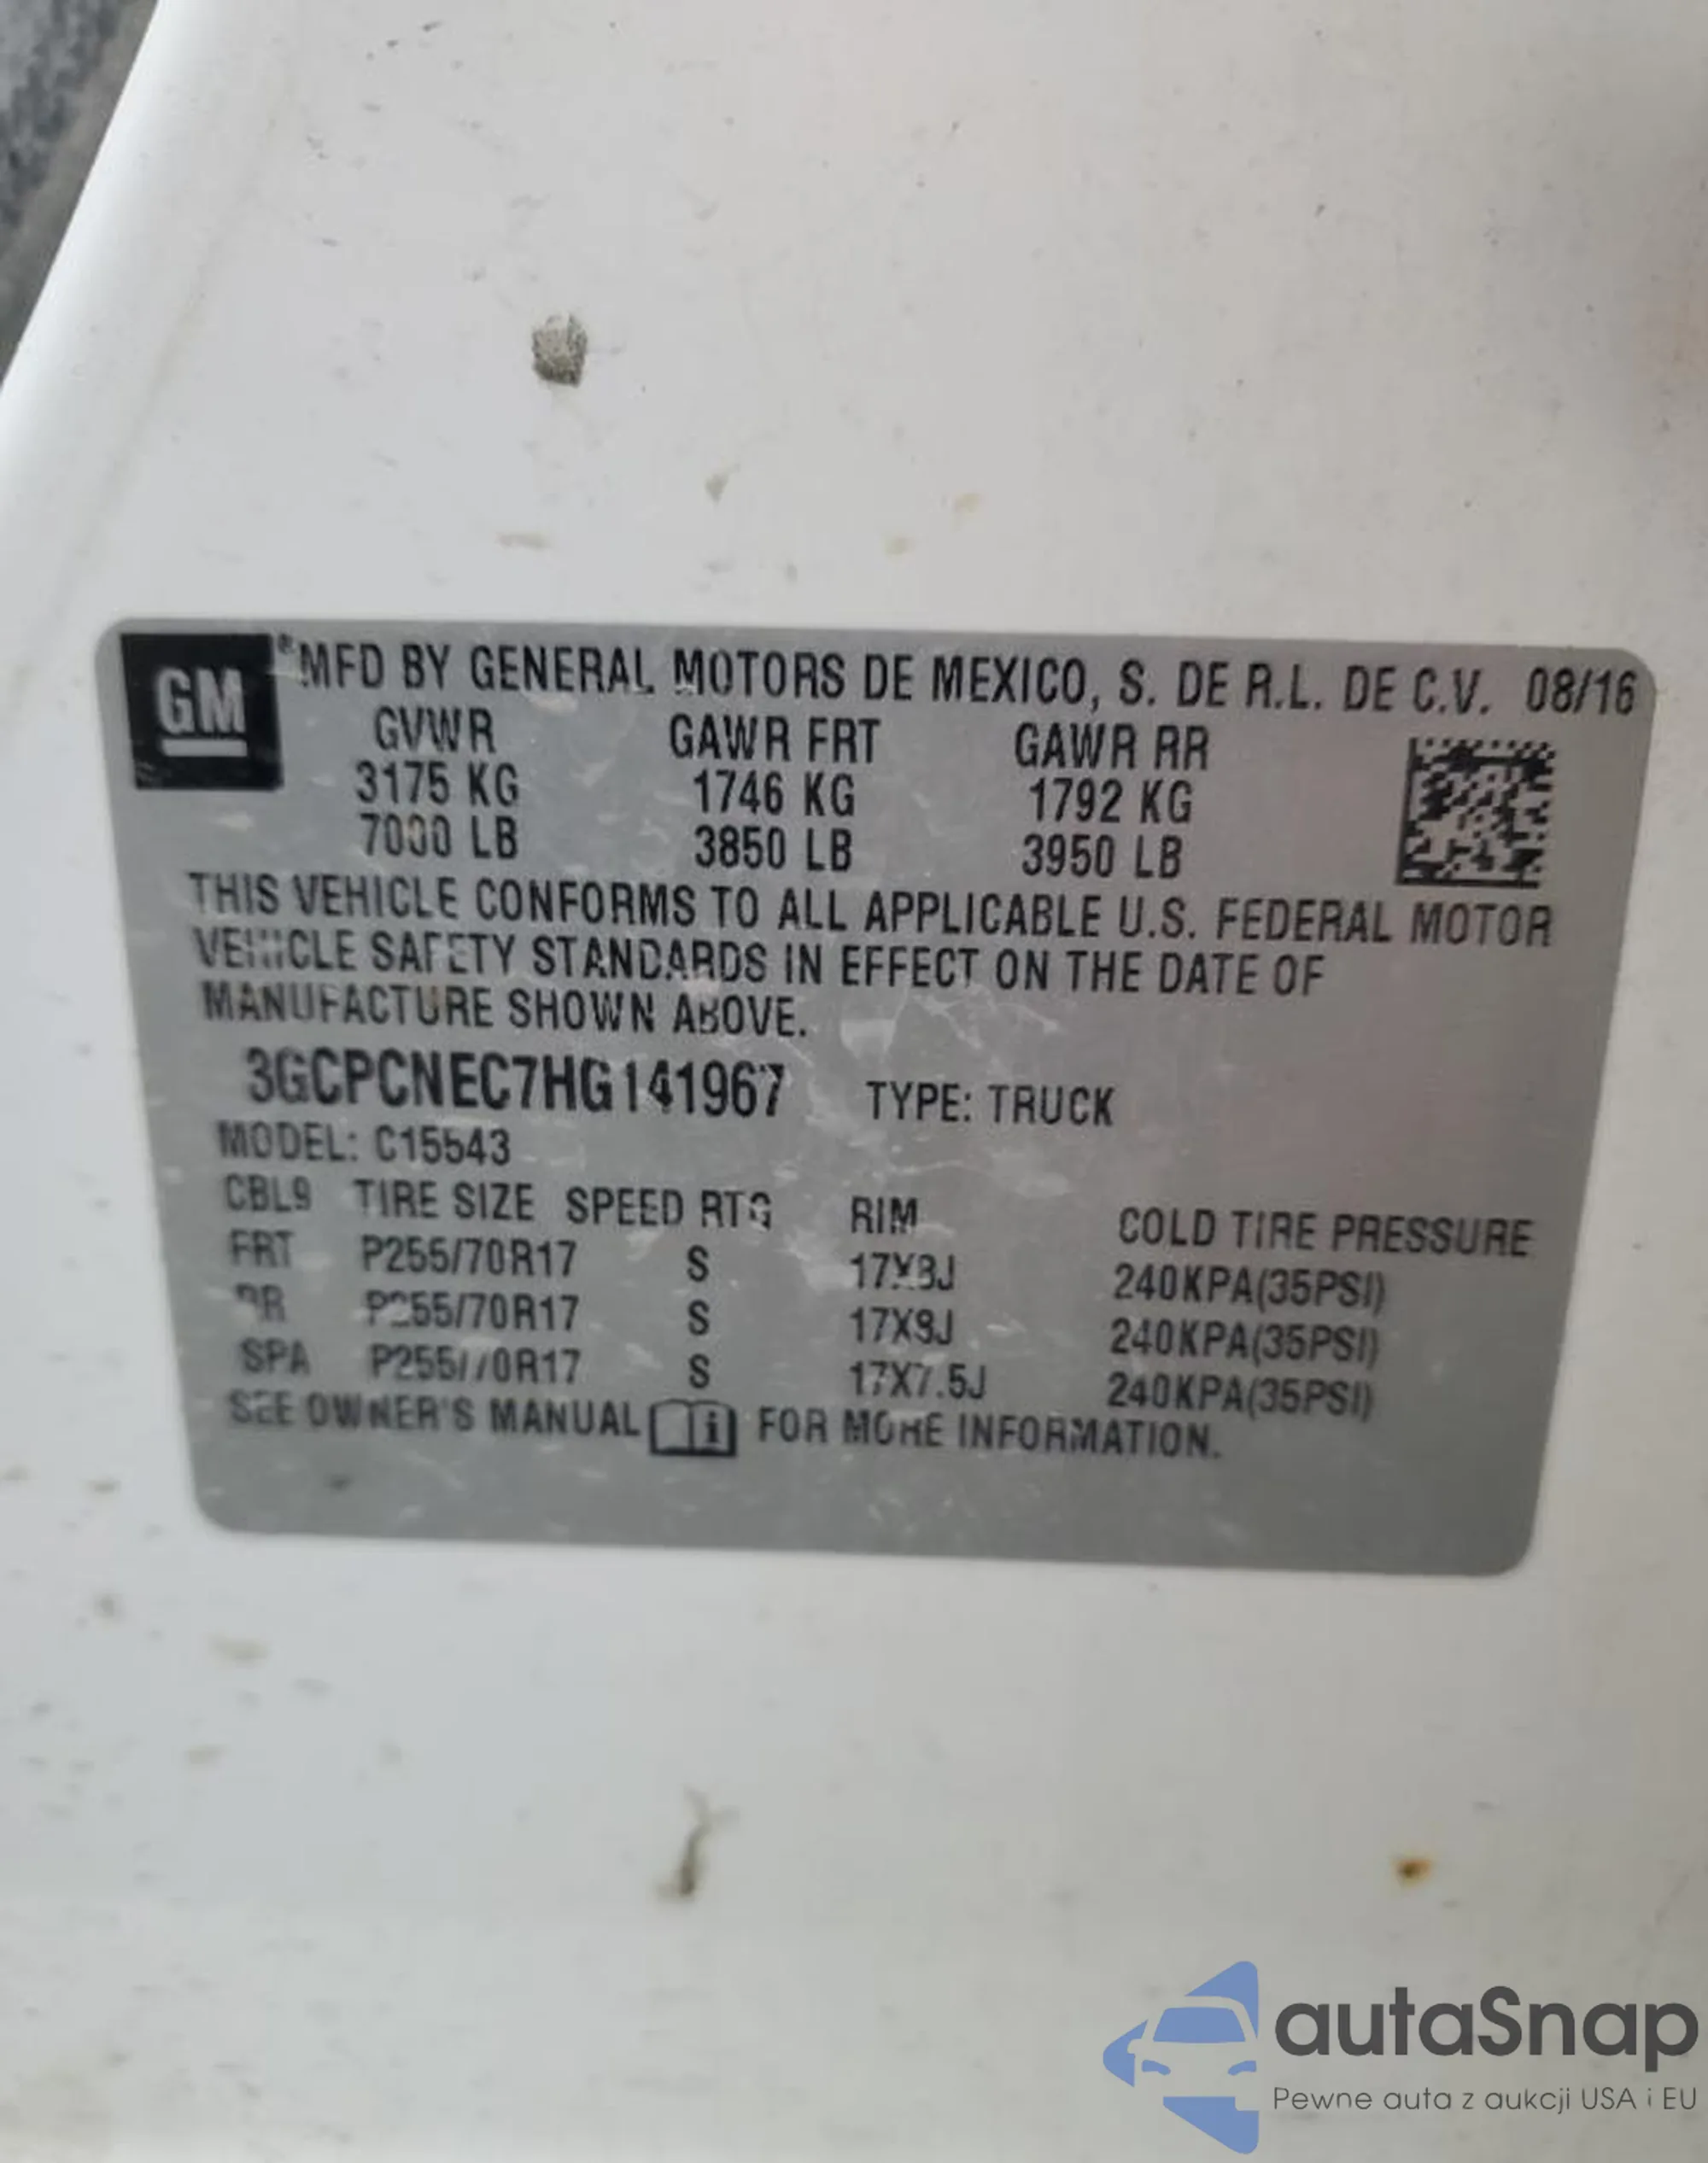 GM ® MFD BY GENERAL MOTORS DE MEXICO, S. DE R.L. DE C.V. 08/16
GVWR GAWR FRT GAWR RR
3175 KG 1746 KG 1792 KG
7000 LB 3850 LB 3950 LB
THIS VEHICLE CONFORMS TO ALL APPLICABLE U.S. FEDERAL MOTOR
VEHICLE SAFETY STANDARDS IN EFFECT ON THE DATE OF
MANUFACTURE SHOWN ABOVE.
3GCPCNEC7HG141967 TYPE: TRUCK
MODEL: C15543
CBL9 TIRE SIZE SPEED RTG RIM COLD TIRE PRESSURE
FRT P255/70R17 S 17X8J 240KPA(35PSI)
RR P255/70R17 S 17X8J 240KPA(35PSI)
SPA P255/70R17 S 17X7.5J 240KPA(35PSI)
SEE OWNER'S MANUAL i FOR MORE INFORMATION.
autaSnap
Pewne auta z aukcji USA i EU